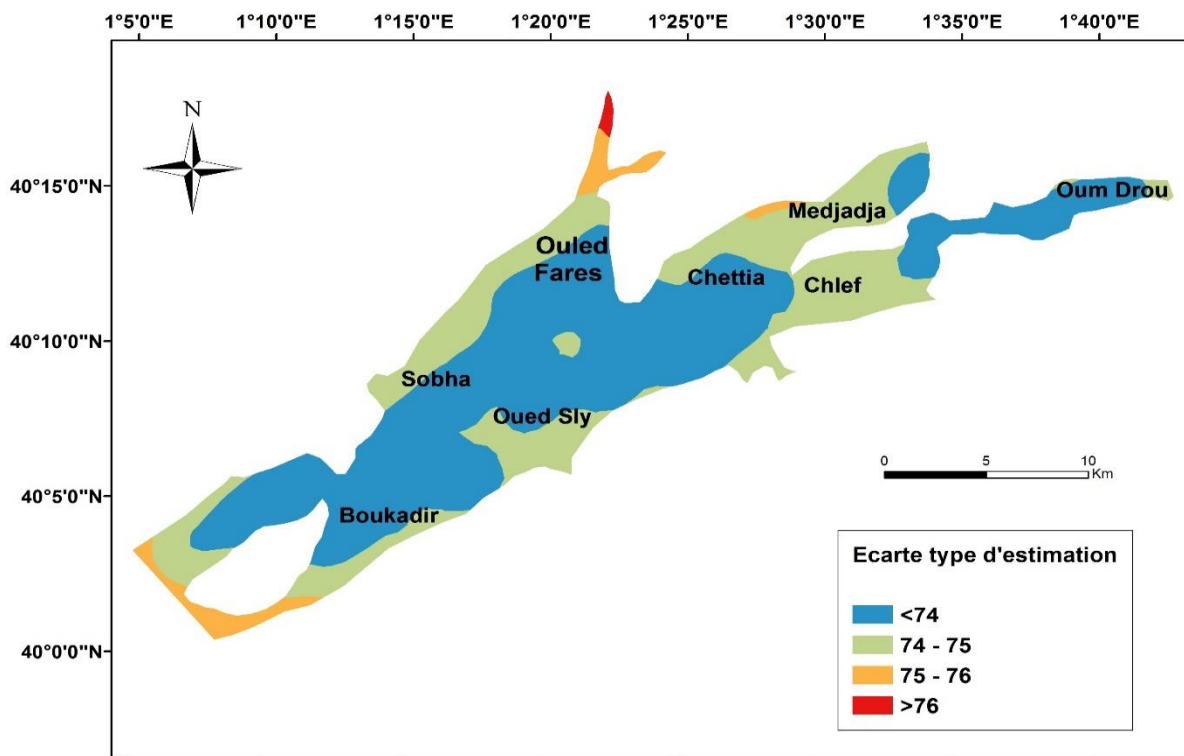 1°5'0"E 1°10'0"E 1°15'0"E 1°20'0"E 1°25'0"E 1°30'0"E 1°35'0"E 1°40'0"E
N
40°15'0"N
Oum Drou
Medjadja
Ouled
Fares
Chettia
Chlef
40°10'0"N
Sobha
Oued Sly
0 5 10
Km
40°5'0"N
Boukadir
Ecarte type d'estimation
<74
74 - 75
75 - 76
>76
40°0'0"N